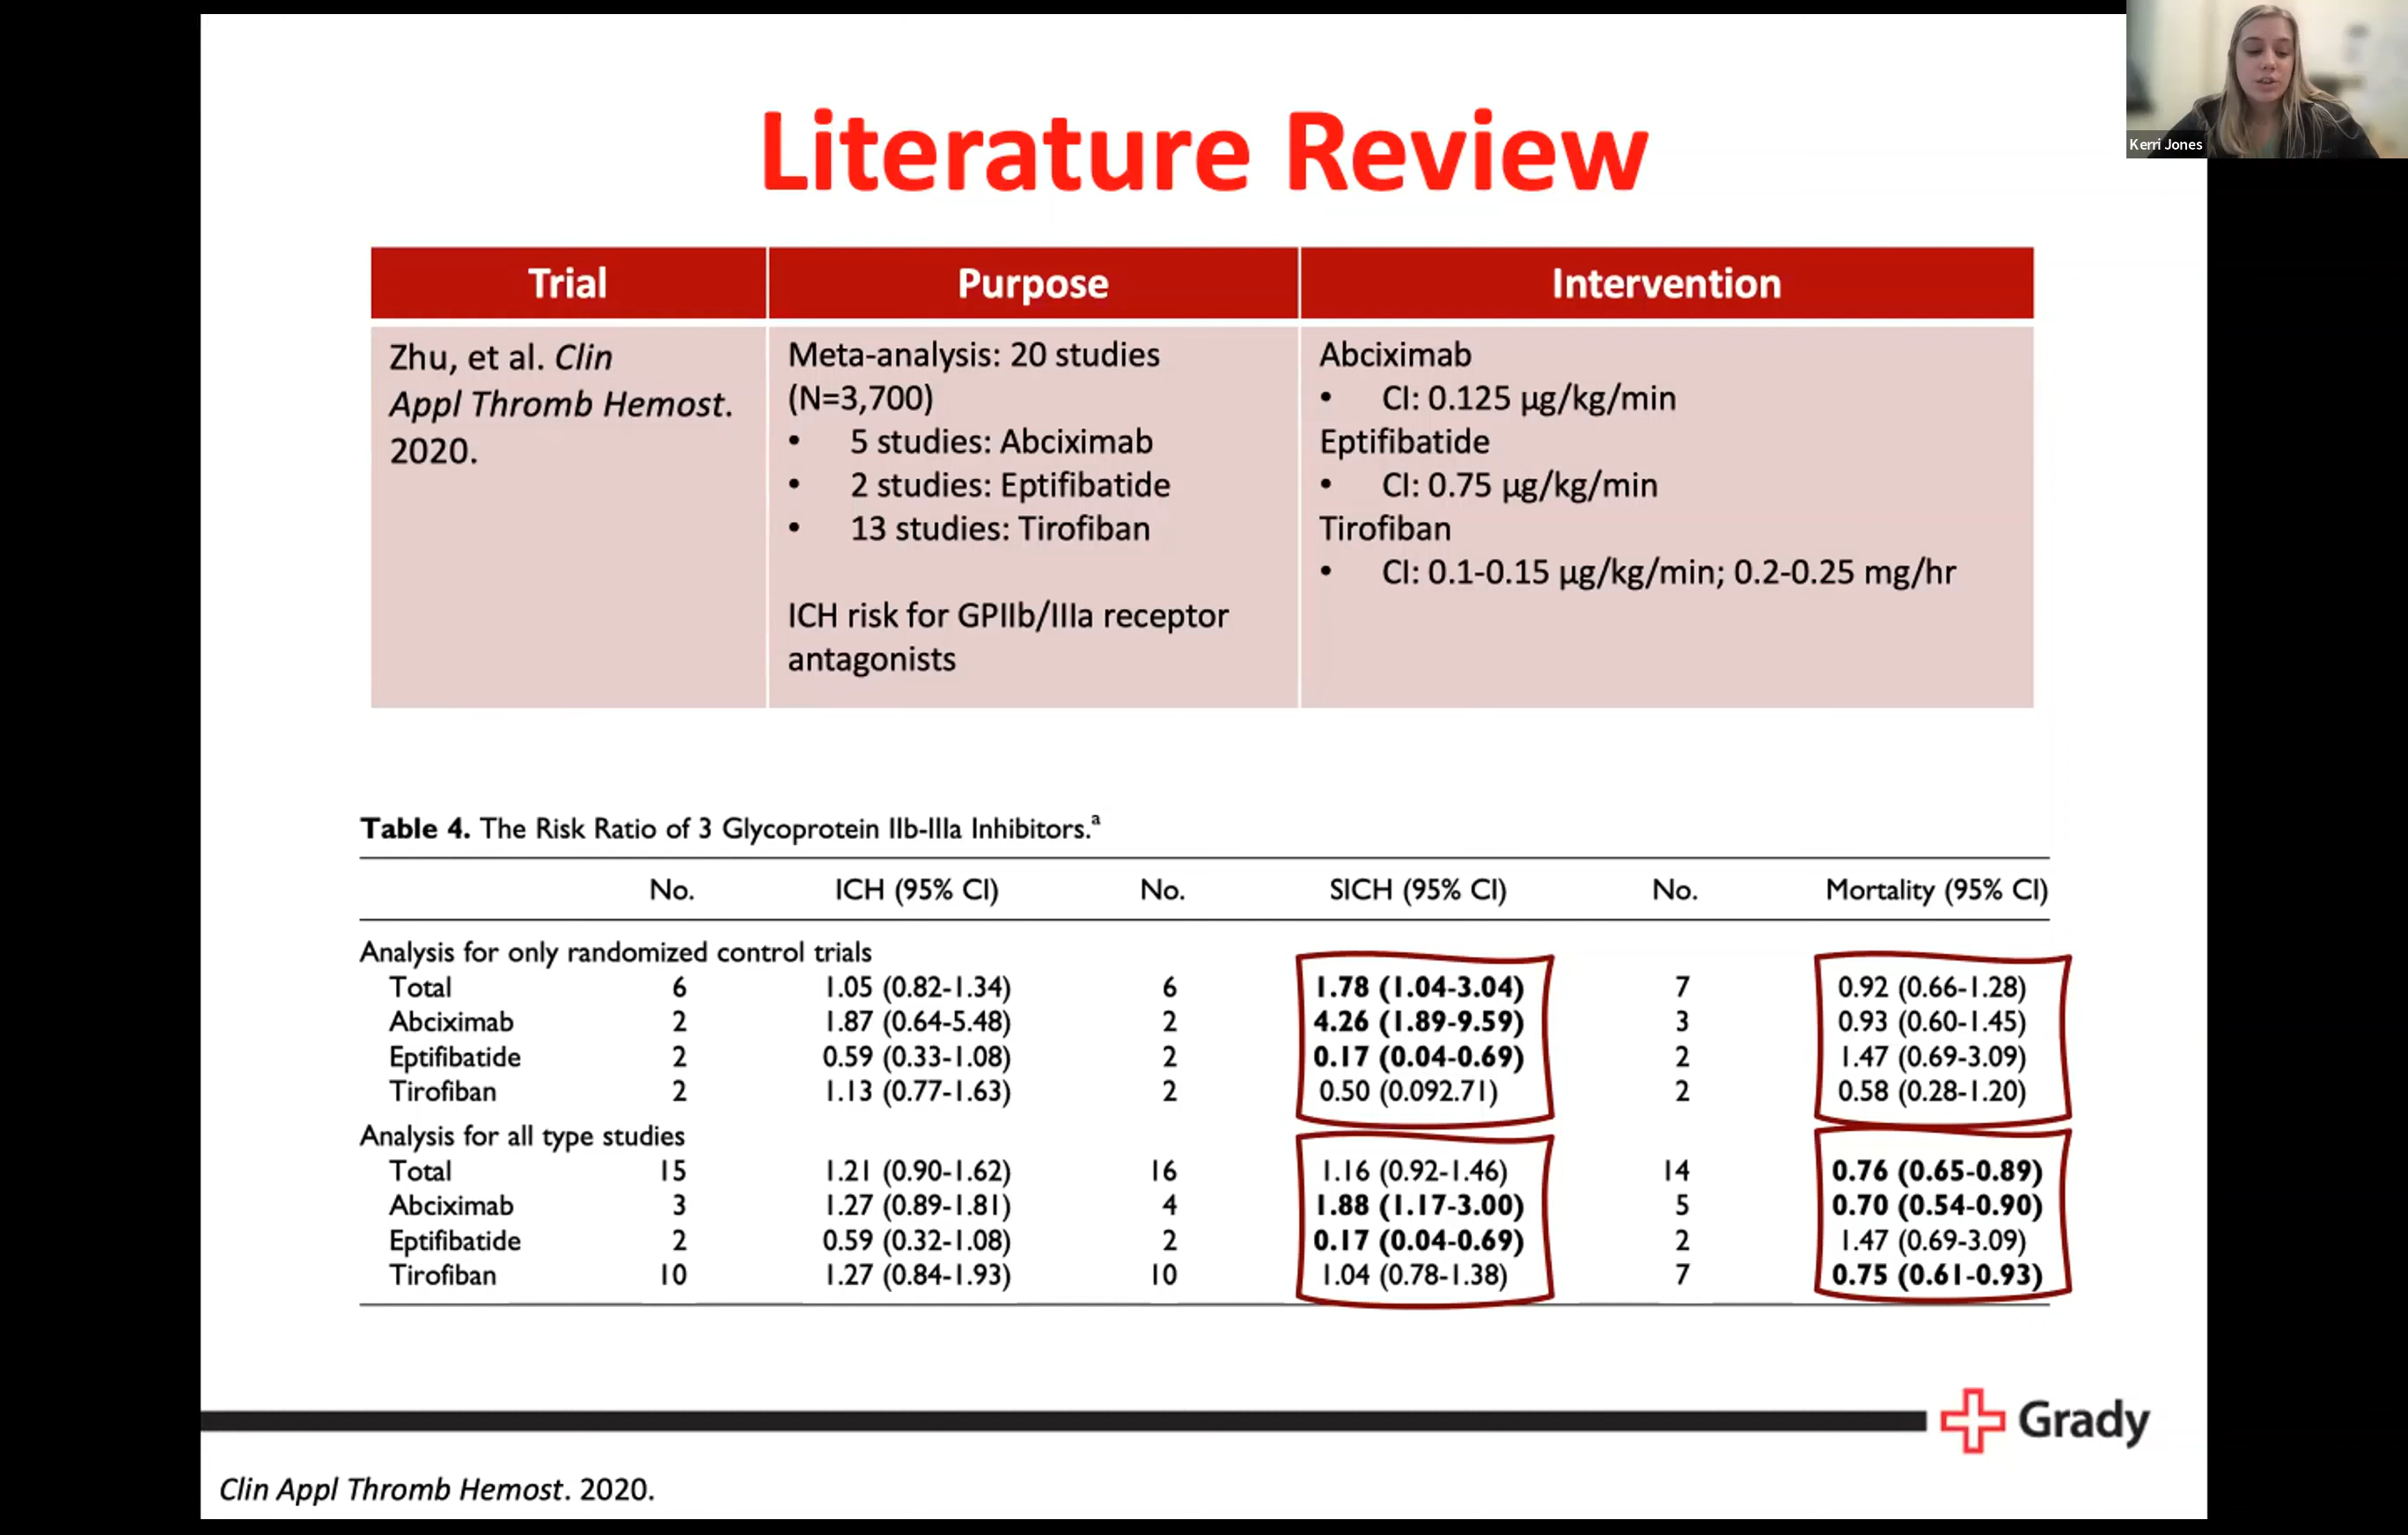 Kerri Jones
Literature Review
Trial Purpose Intervention
Zhu, et al. Clin
Appl Thromb Hemost.
2020.
Meta-analysis: 20 studies
(N=3,700)
• 5 studies: Abciximab
• 2 studies: Eptifibatide
• 13 studies: Tirofiban
ICH risk for GPIIb/IIIa receptor
antagonists
Abciximab
• CI: 0.125 µg/kg/min
Eptifibatide
• CI: 0.75 µg/kg/min
Tirofiban
• CI: 0.1-0.15 µg/kg/min; 0.2-0.25 mg/hr
Table 4. The Risk Ratio of 3 Glycoprotein IIb-IIIa Inhibitors.a
No. ICH (95% CI) No. SICH (95% CI) No. Mortality (95% CI)
Analysis for only randomized control trials
Total 6 1.05 (0.82-1.34) 6 1.78 (1.04-3.04) 7 0.92 (0.66-1.28)
Abciximab 2 1.87 (0.64-5.48) 2 4.26 (1.89-9.59) 3 0.93 (0.60-1.45)
Eptifibatide 2 0.59 (0.33-1.08) 2 0.17 (0.04-0.69) 2 1.47 (0.69-3.09)
Tirofiban 2 1.13 (0.77-1.63) 2 0.50 (0.092.71) 2 0.58 (0.28-1.20)
Analysis for all type studies
Total 15 1.21 (0.90-1.62) 16 1.16 (0.92-1.46) 14 0.76 (0.65-0.89)
Abciximab 3 1.27 (0.89-1.81) 4 1.88 (1.17-3.00) 5 0.70 (0.54-0.90)
Eptifibatide 2 0.59 (0.32-1.08) 2 0.17 (0.04-0.69) 2 1.47 (0.69-3.09)
Tirofiban 10 1.27 (0.84-1.93) 10 1.04 (0.78-1.38) 7 0.75 (0.61-0.93)
Grady
Clin Appl Thromb Hemost. 2020.